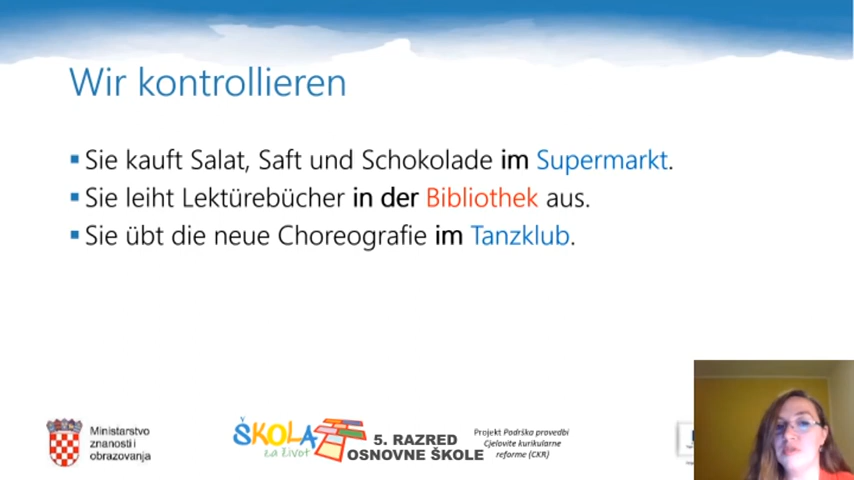 Wir kontrollieren
Sie kauft Salat, Saft und Schokolade im Supermarkt.
Sie leiht Lektürebücher in der Bibliothek aus.
Sie übt die neue Choreografie im Tanzklub.
Ministarstvo
znanosti i
obrazovanja
ŠKOLA
za život
5. RAZRED
OSNOVNE ŠKOLE
Projekt Podrška provedbi
Cjelovite kurikularne
reforme (CKR)